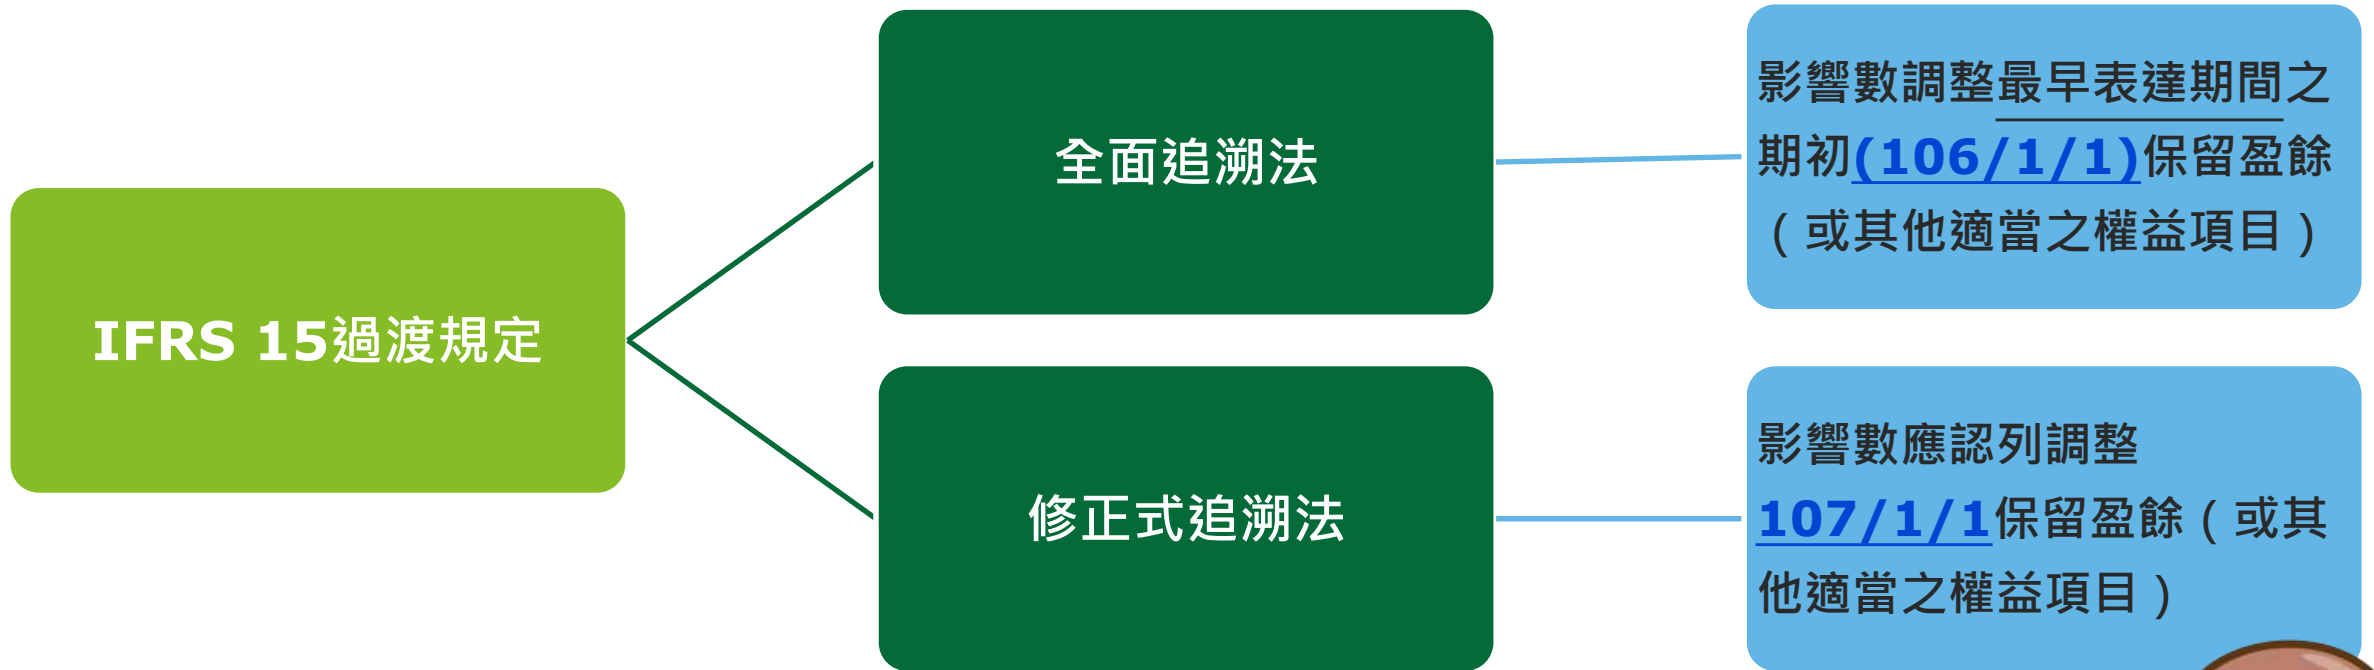 IFRS 15過渡規定
全面追溯法
影響數調整最早表達期間之
期初(106/1/1)保留盈餘
（或其他適當之權益項目）
修正式追溯法
影響數應認列調整
107/1/1保留盈餘（或其
他適當之權益項目）